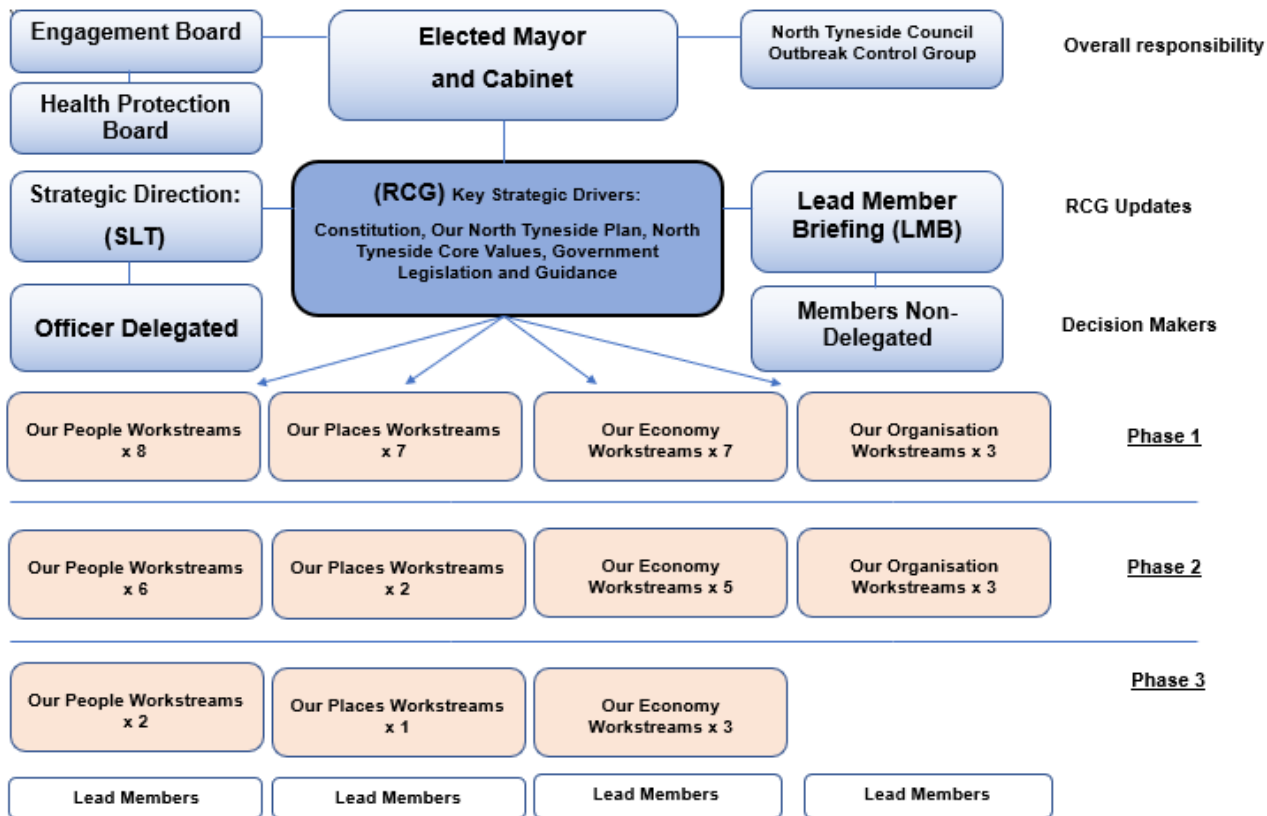 Engagement Board
Elected Mayor
and Cabinet
North Tyneside Council
Outbreak Control Group
Overall responsibility
Health Protection
Board
Strategic Direction:
(SLT)
(RCG) Key Strategic Drivers:
Constitution, Our North Tyneside Plan, North
Tyneside Core Values, Government
Legislation and Guidance
Lead Member
Briefing (LMB)
RCG Updates
Officer Delegated
Members Non-
Delegated
Decision Makers
Our People Workstreams
x 8
Our Places Workstreams
x 7
Our Economy
Workstreams x 7
Our Organisation
Workstreams x 3
Phase 1
Our People Workstreams
x 6
Our Places Workstreams
x 2
Our Economy
Workstreams x 5
Our Organisation
Workstreams x 3
Phase 2
Our People Workstreams
x 2
Our Places Workstreams
x 1
Our Economy
Workstreams x 3
Phase 3
Lead Members
Lead Members
Lead Members
Lead Members